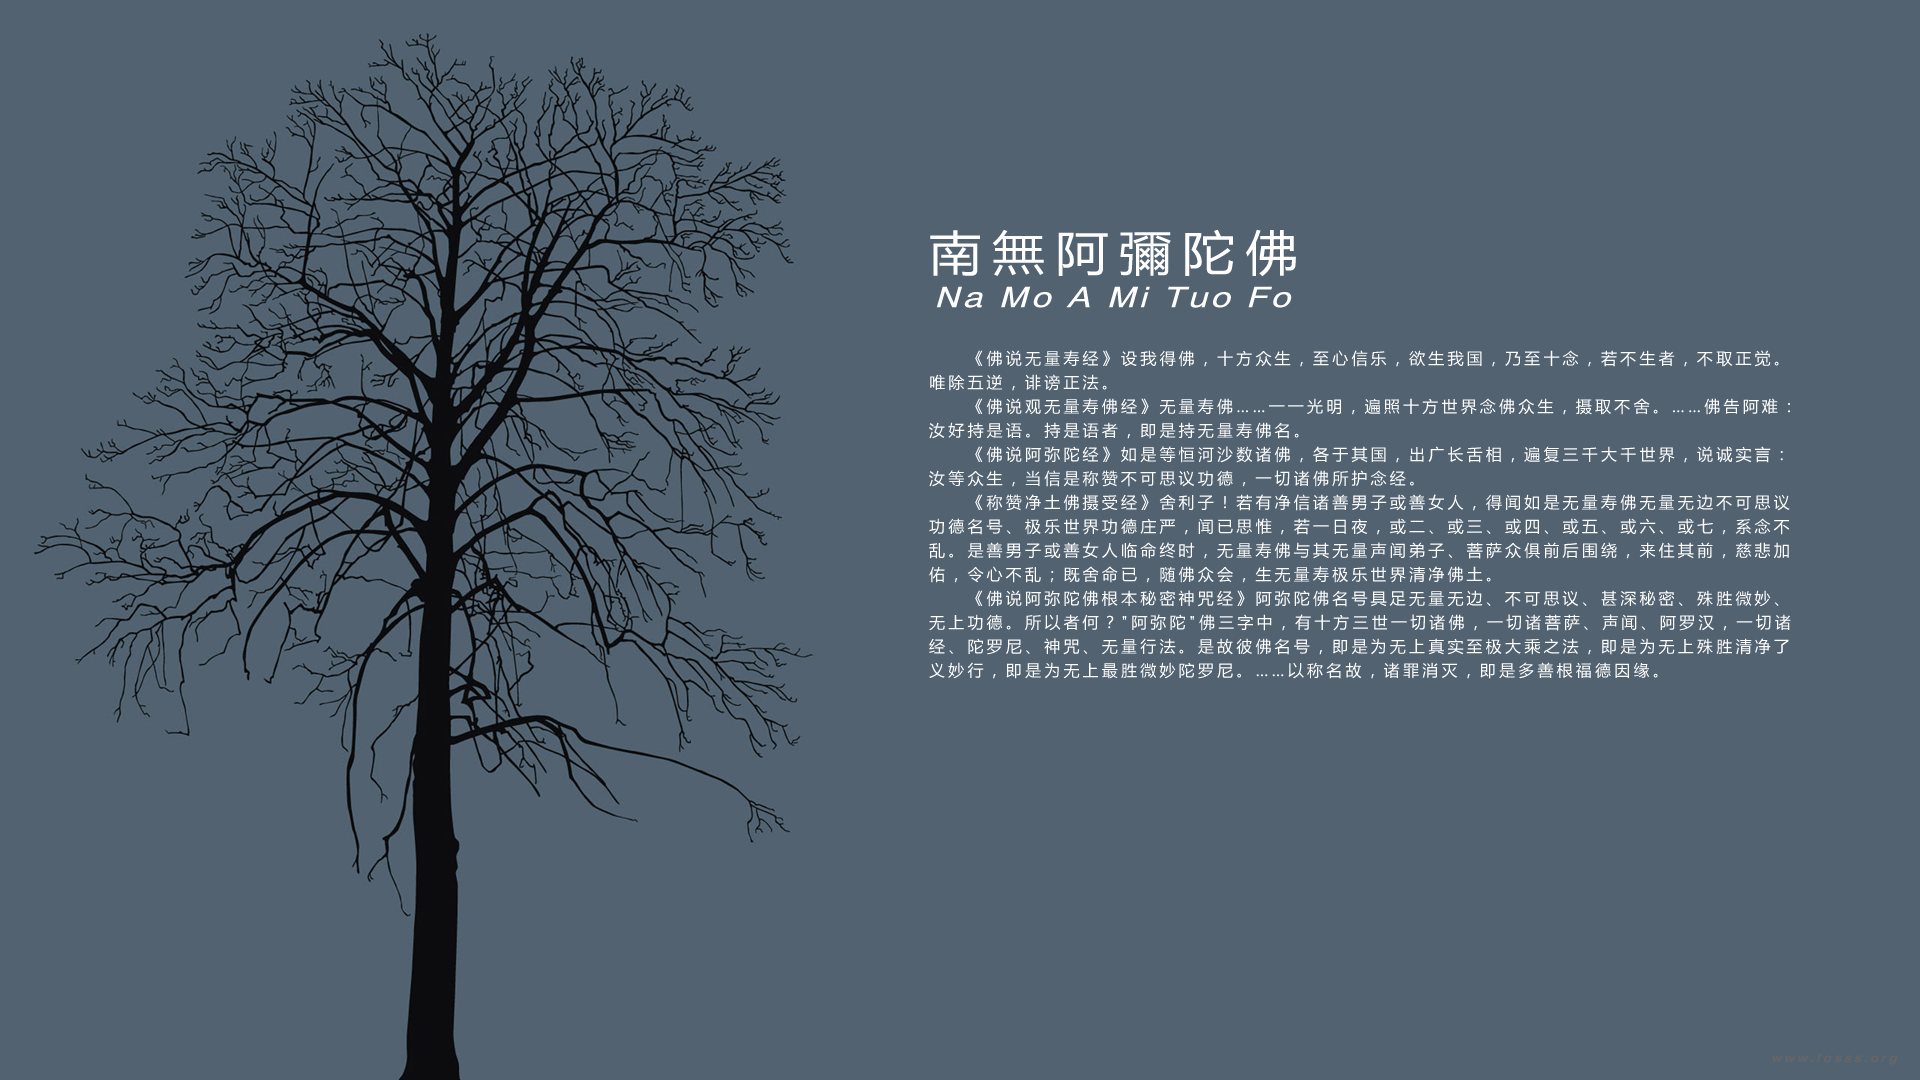 南無阿彌陀佛
Na Mo A Mi Tuo Fo
《佛说无量寿经》设我得佛，十方众生，至心信乐，欲生我国，乃至十念，若不生者，不取正觉。
唯除五逆，诽谤正法。
《佛说观无量寿佛经》无量寿佛……一一光明，遍照十方世界念佛众生，摄取不舍。……佛告阿难：
汝好持是语。持是语者，即是持无量寿佛名。
《佛说阿弥陀经》如是等恒河沙数诸佛，各于其国，出广长舌相，遍复三千大千世界，说诚实言：
汝等众生，当信是称赞不可思议功德，一切诸佛所护念经。
《称赞净土佛摄受经》舍利子！若有净信诸善男子或善女人，得闻如是无量寿佛无量无边不可思议
功德名号、极乐世界功德庄严，闻已思惟，若一日夜，或二、或三、或四、或五、或六、或七，系念不
乱。是善男子或善女人临命终时，无量寿佛与其无量声闻弟子、菩萨众俱前后围绕，来住其前，慈悲加
佑，令心不乱；既舍命已，随佛众会，生无量寿极乐世界清净佛土。
《佛说阿弥陀佛根本秘密神咒经》阿弥陀佛名号具足无量无边、不可思议、甚深秘密、殊胜微妙、
无上功德。所以者何？"阿弥陀"佛三字中，有十方三世一切诸佛，一切诸菩萨、声闻、阿罗汉，一切诸
经、陀罗尼、神咒、无量行法。是故彼佛名号，即是为无上真实至极大乘之法，即是为无上殊胜清净了
义妙行，即是为无上最胜微妙陀罗尼。……以称名故，诸罪消灭，即是多善根福德因缘。